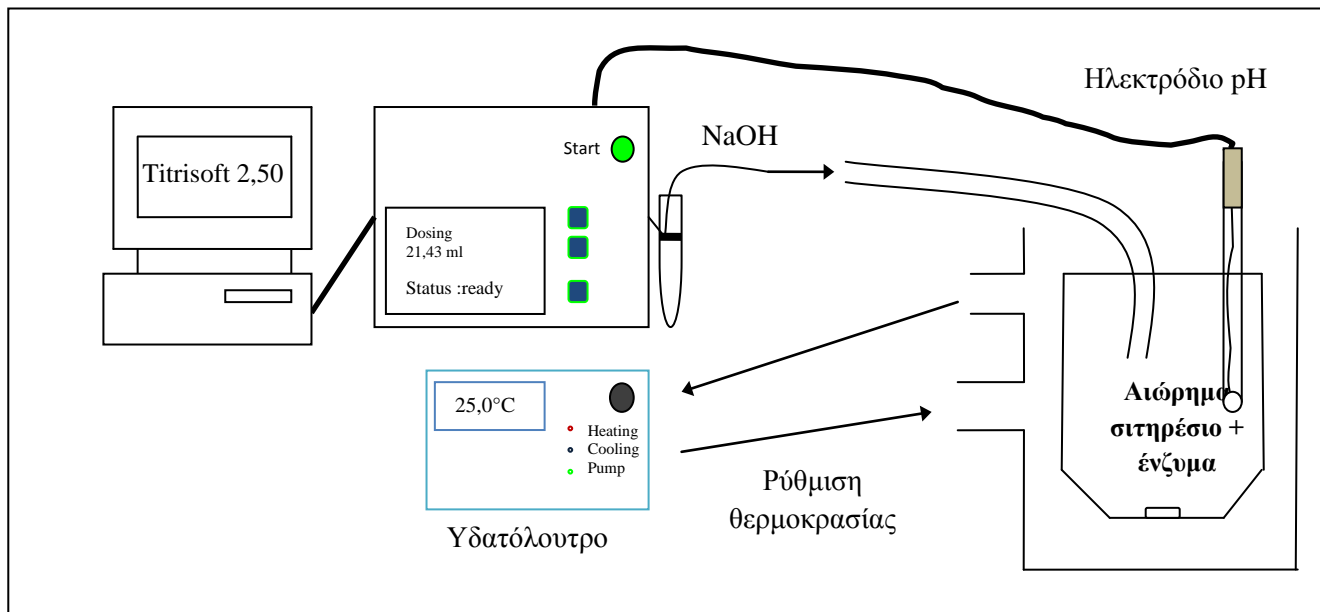 Ηλεκτρόδιο pH
NaOH
Start
Titrisoft 2,50
Dosing
21,43 ml
Status :ready
25,0°C
Heating
Cooling
Pump
Υδατόλουτρο
Ρύθμιση
θερμοκρασίας
Αιώρημα
σιτηρέσιο +
ένζυμα